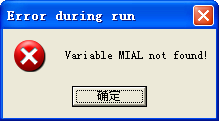 Error during run
Variable MIAL not found!
确定